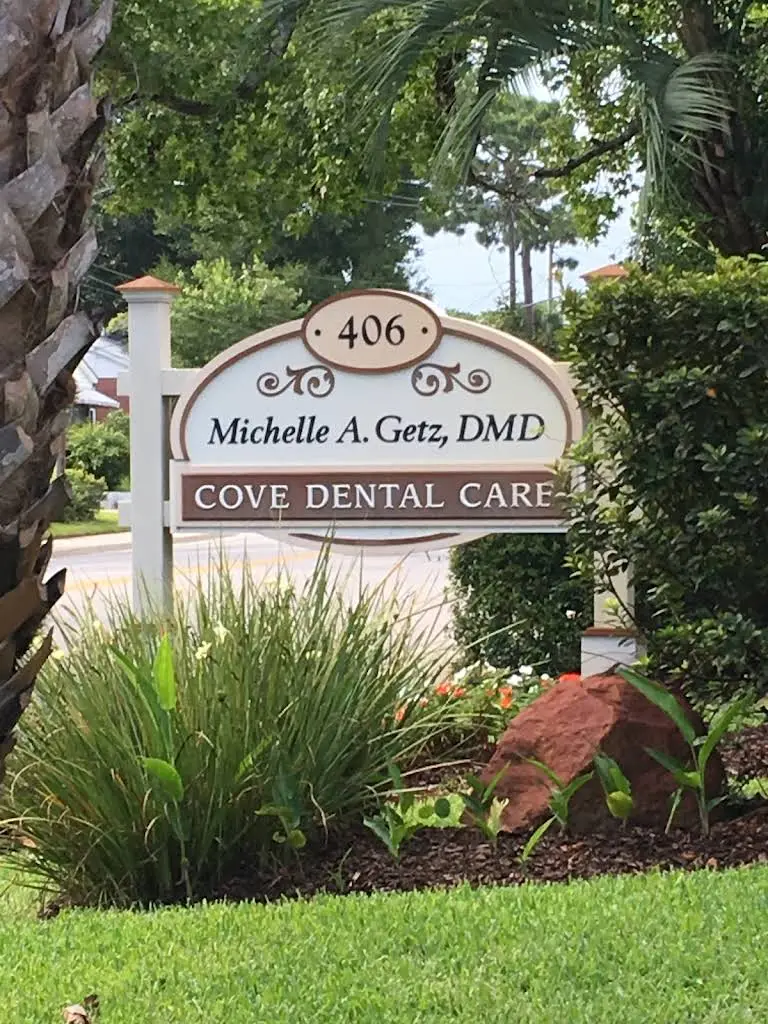 • 406 •
Michelle A. Getz, DMD
COVE DENTAL CARE